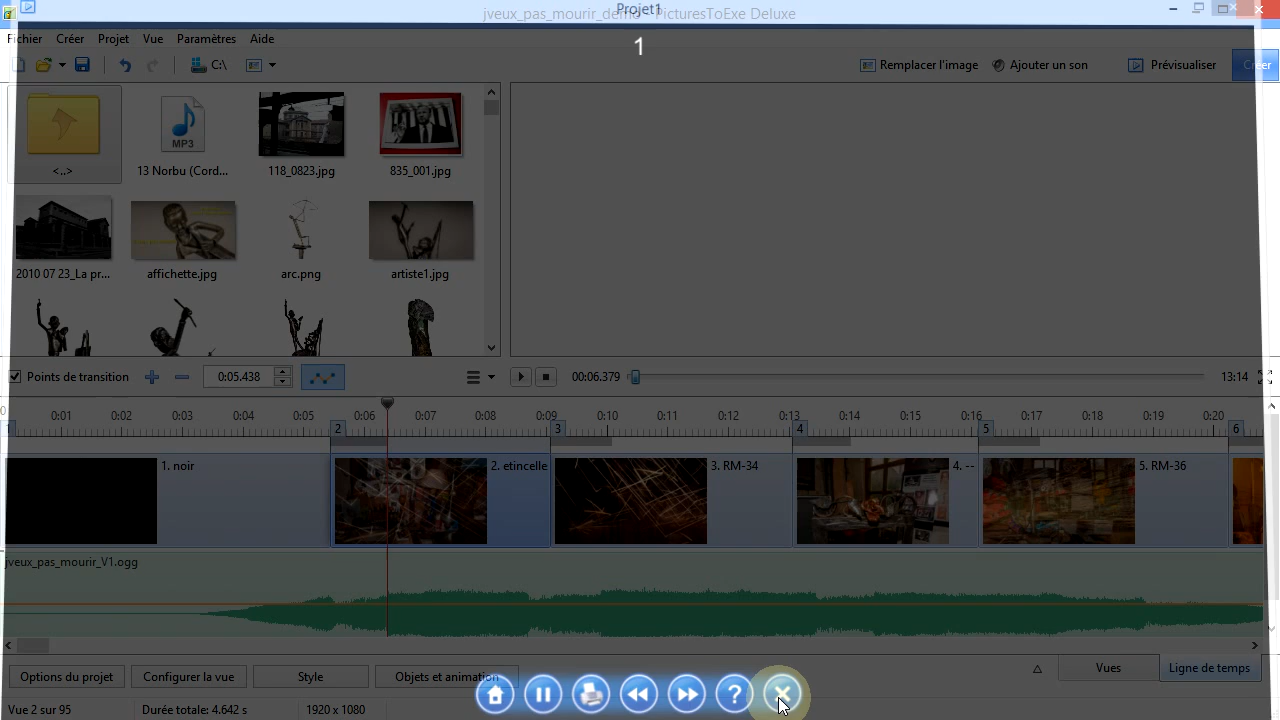 jveux_pas_mourir_demo - PicturesToExe Deluxe
Projet1
1
Fichier Créer Projet Vue Paramètres Aide
C:\ Remplacer l'image Ajouter un son Prévisualiser Créer
MP3
<..> 13 Norbu (Cord... 118_0823.jpg 835_001.jpg
2010 07 23_La pr... affichette.jpg arc.png artiste1.jpg
Points de transition 0:05.438 00:06.379 13:14
0 0:01 0:02 0:03 0:04 0:05 0:06 0:07 0:08 0:09 0:10 0:11 0:12 0:13 0:14 0:15 0:16 0:17 0:18 0:19 0:20
1 2 3 4 5 6
1. noir 2. etincelle 3. RM-34 4. -- 5. RM-36
jveux_pas_mourir_V1.ogg
Options du projet Configurer la vue Style Objets et animation Vues Ligne de temps
?
Vue 2 sur 95 Durée totale: 4.642 s 1920 x 1080